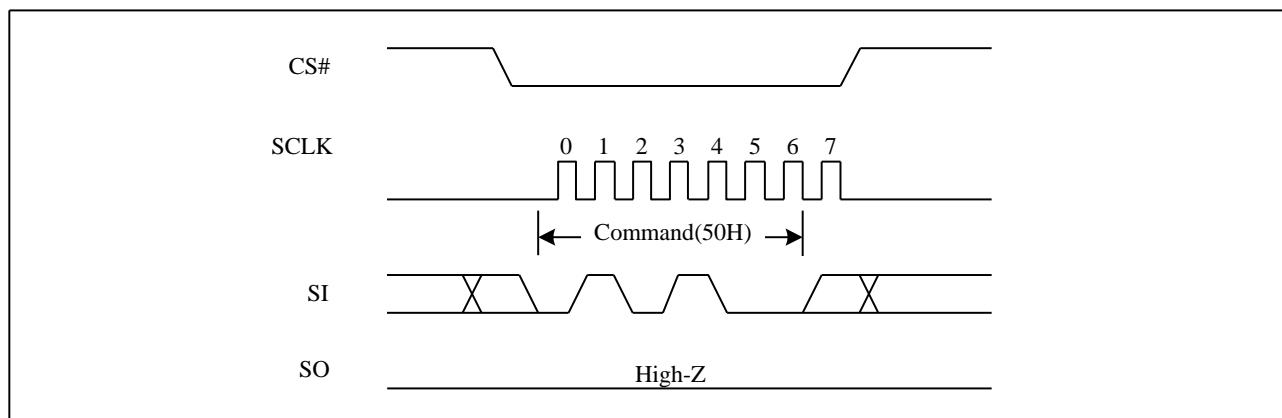 CS#
SCLK
0 1 2 3 4 5 6 7
Command(50H)
SI
SO
High-Z